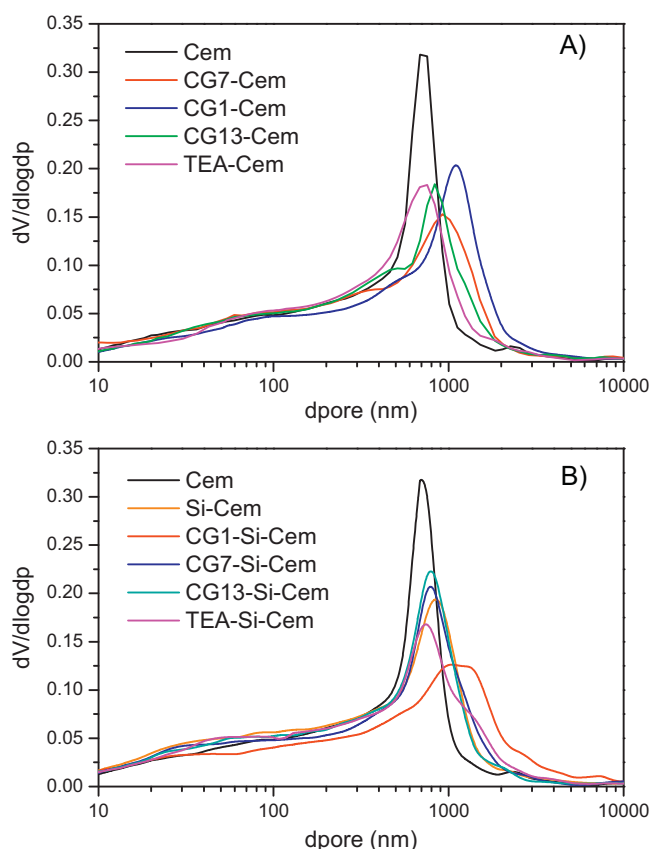 A)
Cem
CG7-Cem
CG1-Cem
CG13-Cem
TEA-Cem
0.35
0.30
0.25
0.20
0.15
0.10
0.05
0.00
dV/dlogdp
10
100
1000
10000
dpore (nm)
B)
Cem
Si-Cem
CG1-Si-Cem
CG7-Si-Cem
CG13-Si-Cem
TEA-Si-Cem
0.35
0.30
0.25
0.20
0.15
0.10
0.05
0.00
dV/dlogdp
10
100
1000
10000
dpore (nm)